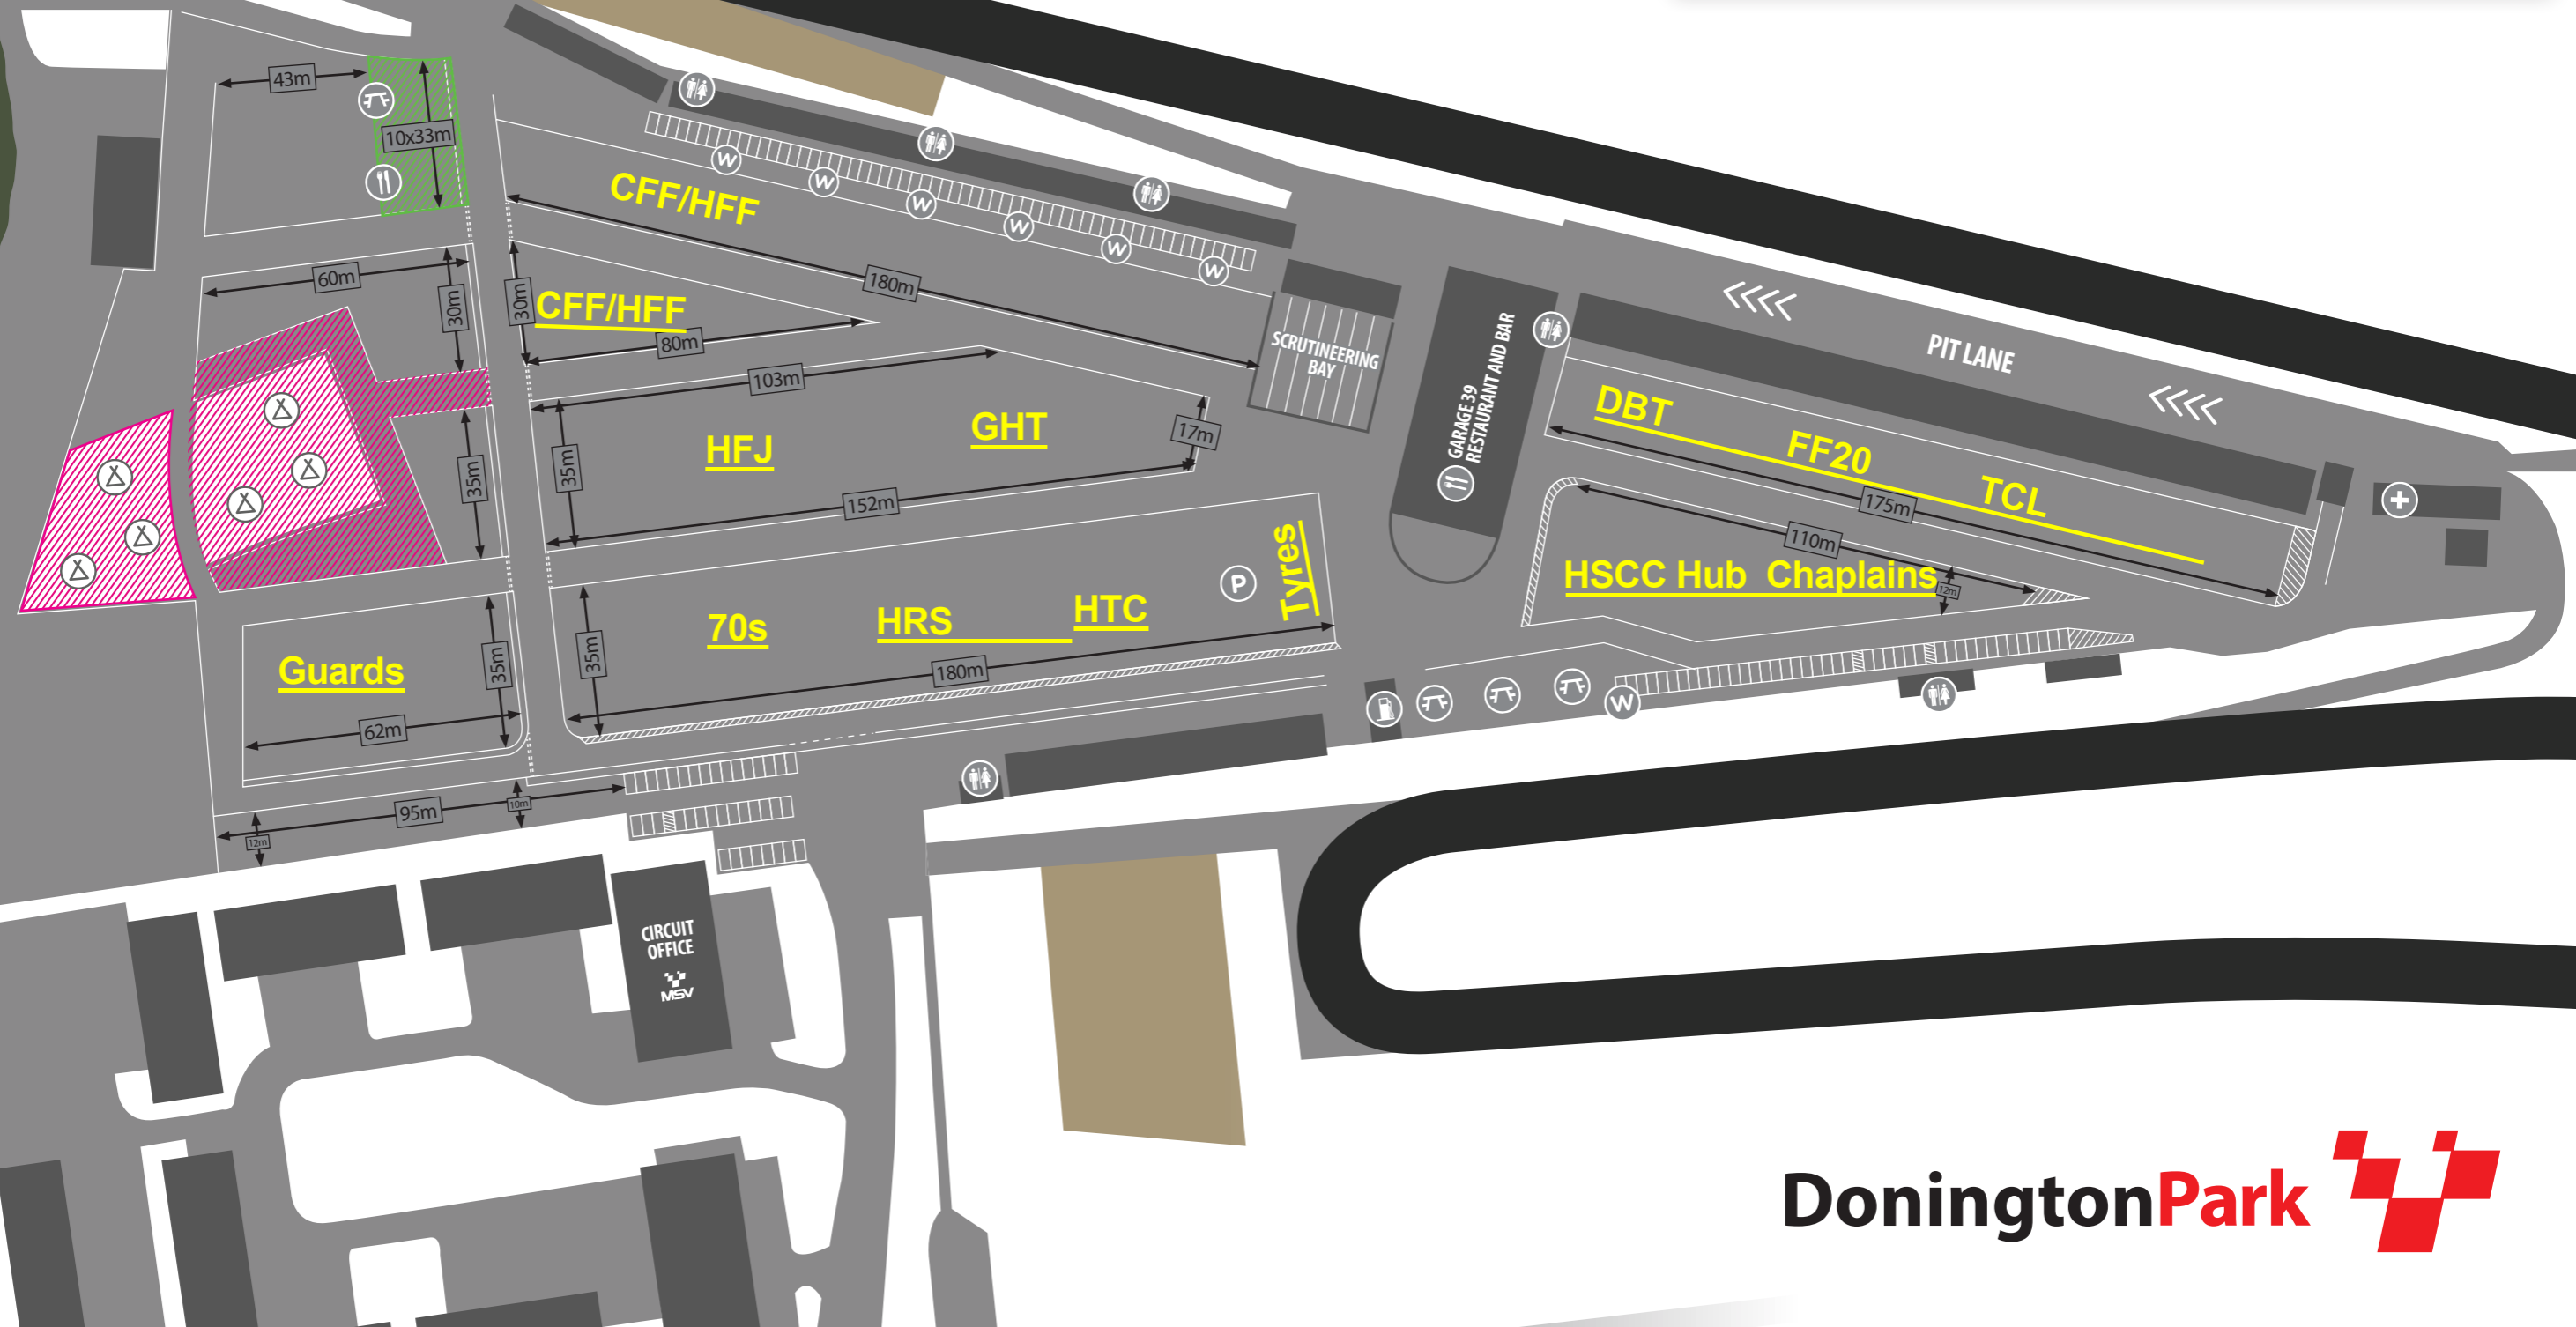 43m
10x33m
60m
30m
30m
CFF/HFF
180m
CFF/HFF
80m
103m
HFJ
GHT
17m
35m
35m
152m
W
W
W
W
W
W
SCRUTINEERING
BAY
GARAGE 39
RESTAURANT AND BAR
PIT LANE
DBT
FF20
TCL
175m
110m
HSCC Hub Chaplains
12m
Guards
35m
62m
35m
70s
HRS
HTC
P
Tyres
180m
W
95m
10m
12m
CIRCUIT
OFFICE
MSV
DoningtonPark